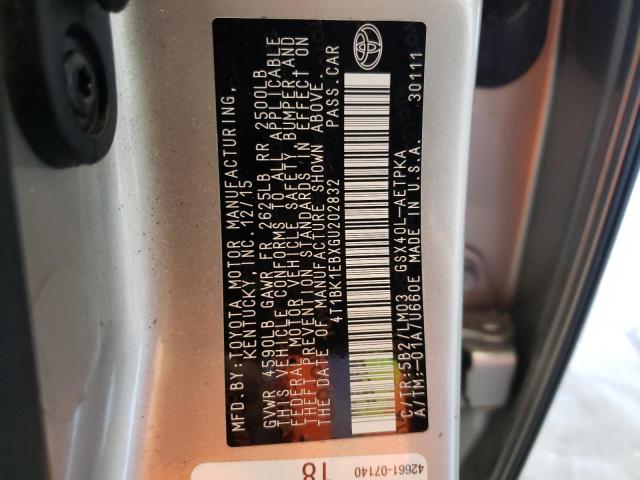 MFD.BY:TOYOTA MOTOR MANUFACTURING,
KENTUCKY, INC. 12/15
GVWR 4590LB GAWR FR 2625LB RR 2500LB
THIS VEHICLE CONFORMS TO ALL APPLICABLE
FEDERAL MOTOR VEHICLE SAFETY, BUMPER, AND
THEFT PREVENTION STANDARDS IN EFFECT ON
THE DATE OF MANUFACTURE SHOWN ABOVE.
4T1BK1EBXGU202832 PASS. CAR
C/TR:5B2 /LM03 GSX40L-AETPKA
A/TM:-01A/U660E MADE IN U.S.A. 30111
42661-07140
18